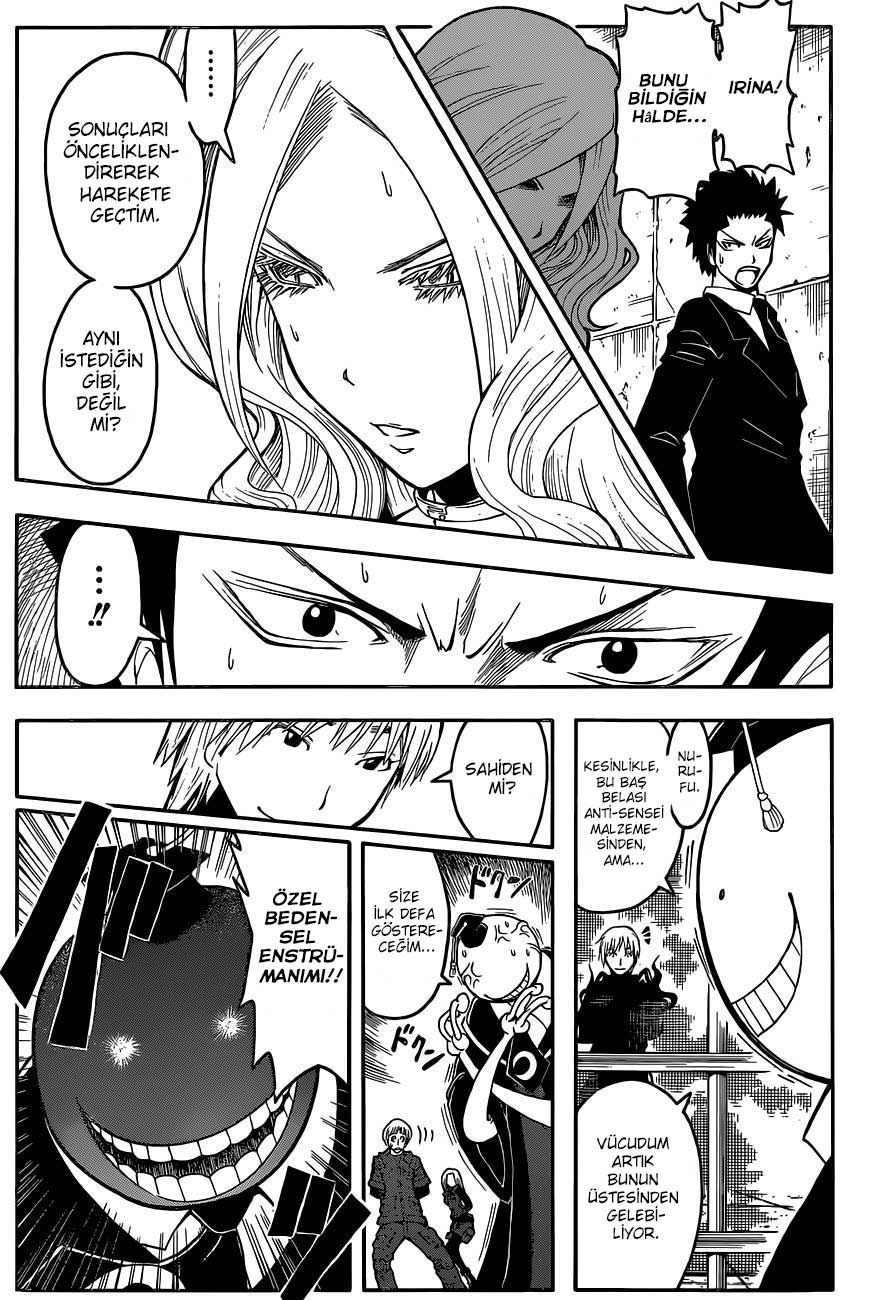 IRINA!
BUNU
BİLDİĞİN
HâLDE...
...
SONUÇLARI
ÖNCELİKLEN-
DİREREK
HAREKETE
GEÇTİM.
AYNI
İSTEDİĞİN
GİBİ,
DEĞİL
Mİ?
...!!
NU-
RU-
FU.
KESİNLİKLE,
BU BAŞ
BELASI
ANTİ-SENSEI
MALZEME-
SİNDEN,
AMA...
VÜCUDUM
ARTIK
BUNUN
ÜSTESİNDEN
GELEBİ-
LİYOR.
SAHİDEN
Mİ?
SİZE
İLK DEFA
GÖSTERE-
CEĞİM...
ドクン
ドクン
ÖZEL
BEDEN-
SEL
ENSTRÜ-
MANIMI!!